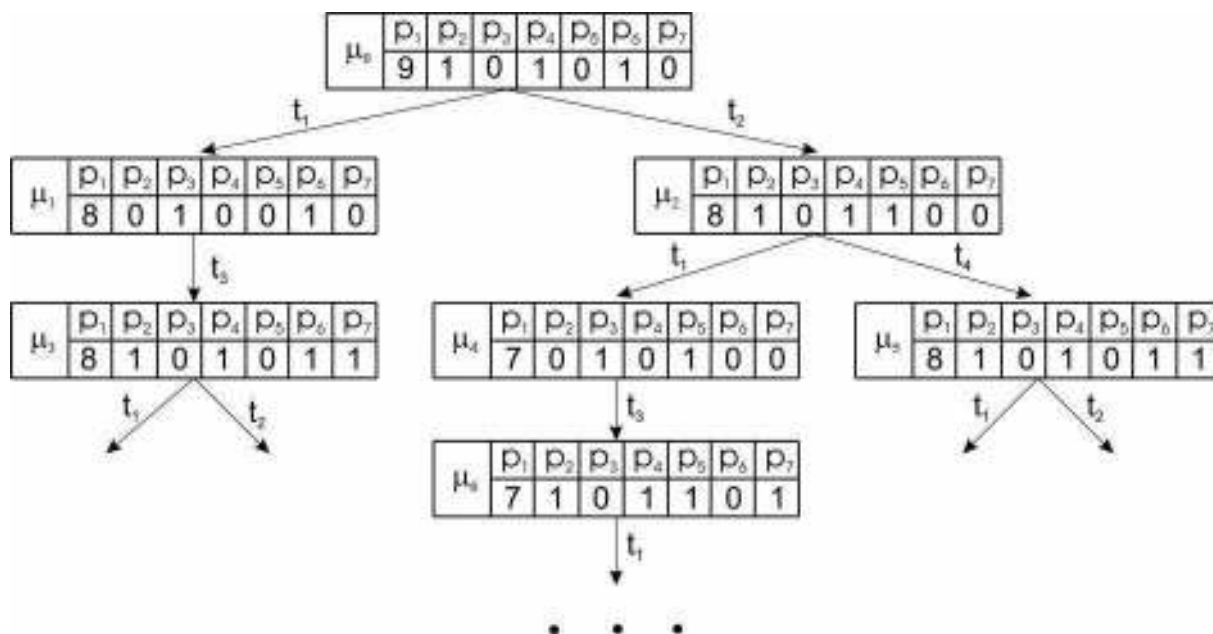 μ₀ p₁ p₂ p₃ p₄ p₅ p₆ p₇
9 1 0 1 0 1 0
t₁ t₂
μ₁ p₁ p₂ p₃ p₄ p₅ p₆ p₇
8 0 1 0 0 1 0
μ₂ p₁ p₂ p₃ p₄ p₅ p₆ p₇
8 1 0 1 1 0 0
t₃ t₁ t₄
μ₃ p₁ p₂ p₃ p₄ p₅ p₆ p₇
8 1 0 1 0 1 1
μ₄ p₁ p₂ p₃ p₄ p₅ p₆ p₇
7 0 1 0 1 0 0
μ₅ p₁ p₂ p₃ p₄ p₅ p₆ p₇
8 1 0 1 0 1 1
t₁ t₂ t₃ t₁ t₂
μ₆ p₁ p₂ p₃ p₄ p₅ p₆ p₇
7 1 0 1 1 0 1
t₁
. . .